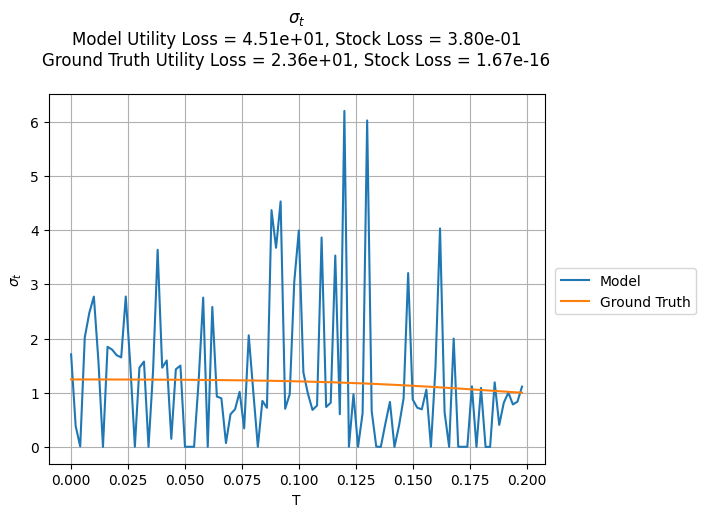 σ_t
Model Utility Loss = 4.51e+01, Stock Loss = 3.80e-01
Ground Truth Utility Loss = 2.36e+01, Stock Loss = 1.67e-16
6
5
4
3
2
1
0
σ_t
0.000 0.025 0.050 0.075 0.100 0.125 0.150 0.175 0.200
T
Model
Ground Truth